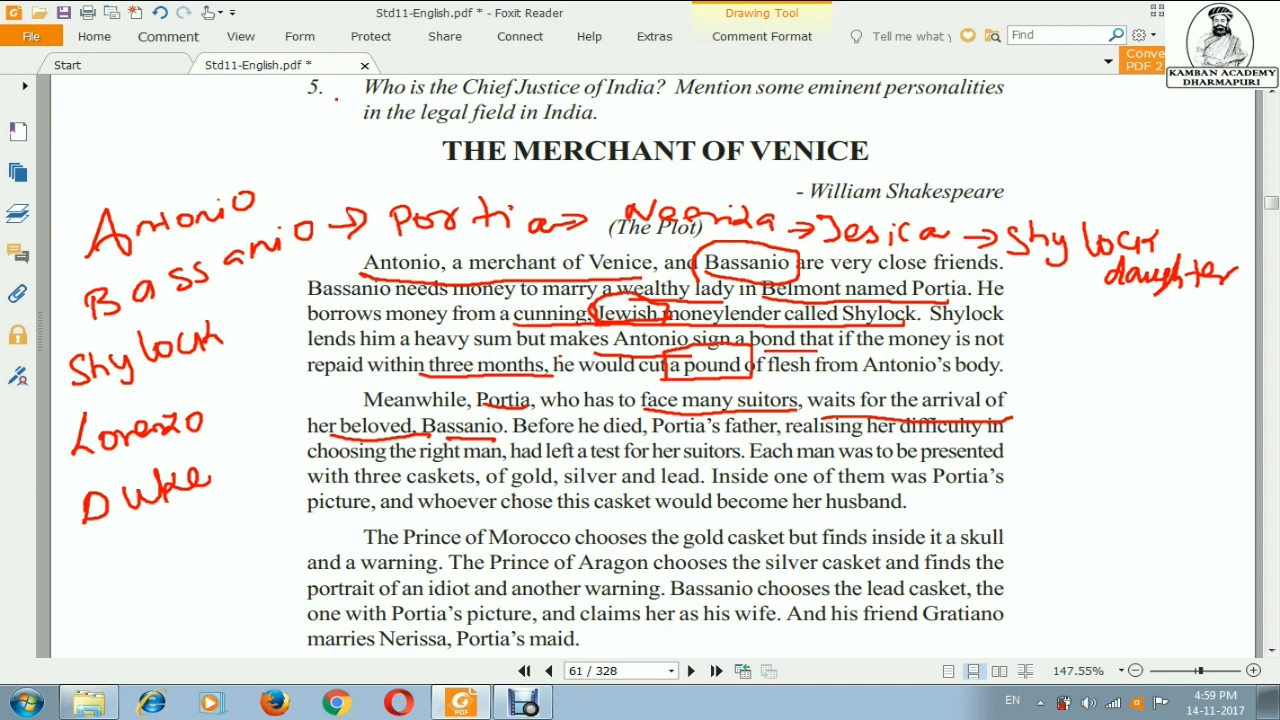 Std11-English.pdf * - Foxit Reader
Drawing Tool
File Home Comment View Form Protect Share Connect Help Extras Comment Format
Tell me what y
Find
Start
Std11-English.pdf *
Conve
PDF 2
KAMBAN ACADEMY
DHARMAPURI
5. Who is the Chief Justice of India? Mention some eminent personalities
in the legal field in India.
THE MERCHANT OF VENICE
- William Shakespeare
(The Plot)
Antonio
Bassanio → Portia → Neeriza → Jesica → Shylock
daughter
Shylock
Lorenzo
Duke
Antonio, a merchant of Venice, and Bassanio are very close friends.
Bassanio needs money to marry a wealthy lady in Belmont named Portia. He
borrows money from a cunning, Jewish moneylender called Shylock. Shylock
lends him a heavy sum but makes Antonio sign a bond that if the money is not
repaid within three months, he would cut a pound of flesh from Antonio’s body.
Meanwhile, Portia, who has to face many suitors, waits for the arrival of
her beloved, Bassanio. Before he died, Portia’s father, realising her difficulty in
choosing the right man, had left a test for her suitors. Each man was to be presented
with three caskets, of gold, silver and lead. Inside one of them was Portia’s
picture, and whoever chose this casket would become her husband.
The Prince of Morocco chooses the gold casket but finds inside it a skull
and a warning. The Prince of Aragon chooses the silver casket and finds the
portrait of an idiot and another warning. Bassanio chooses the lead casket, the
one with Portia’s picture, and claims her as his wife. And his friend Gratiano
marries Nerissa, Portia’s maid.
61 / 328
147.55%
EN
4:59 PM
14-11-2017